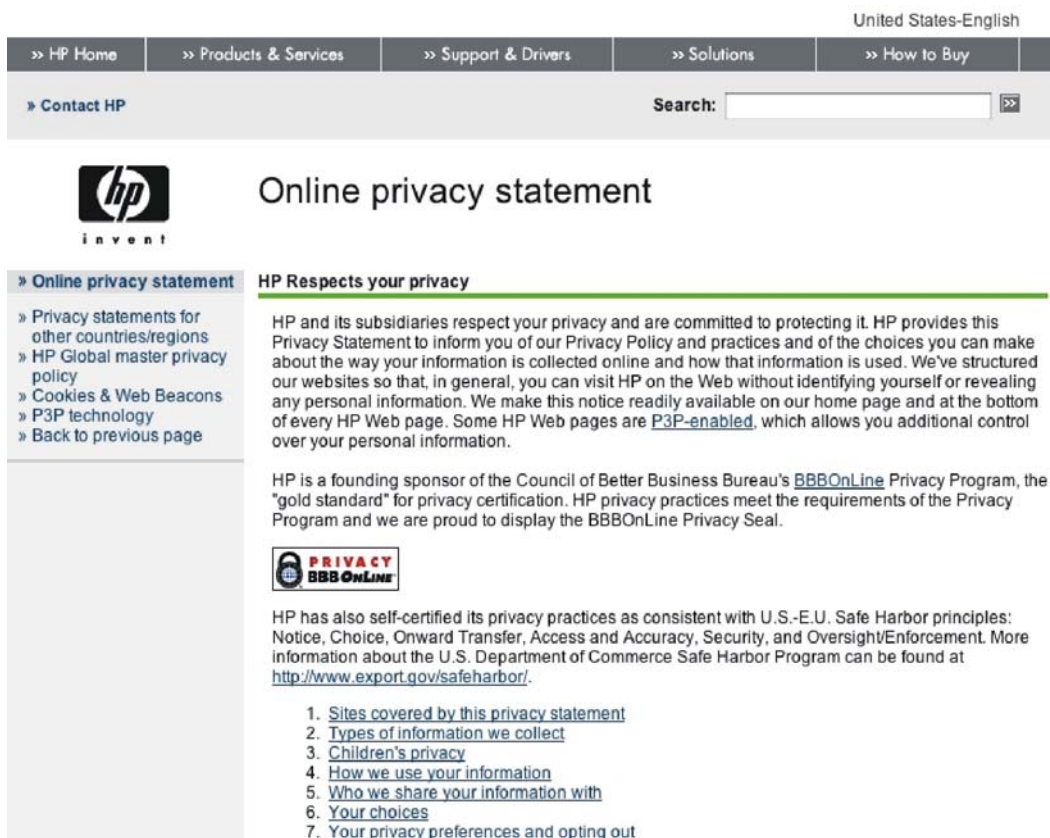 United States-English
» HP Home » Products & Services » Support & Drivers » Solutions » How to Buy
» Contact HP
Search: »
hp
invent
Online privacy statement
» Online privacy statement
» Privacy statements for
other countries/regions
» HP Global master privacy
policy
» Cookies & Web Beacons
» P3P technology
» Back to previous page
HP Respects your privacy
HP and its subsidiaries respect your privacy and are committed to protecting it. HP provides this
Privacy Statement to inform you of our Privacy Policy and practices and of the choices you can make
about the way your information is collected online and how that information is used. We've structured
our websites so that, in general, you can visit HP on the Web without identifying yourself or revealing
any personal information. We make this notice readily available on our home page and at the bottom
of every HP Web page. Some HP Web pages are P3P-enabled, which allows you additional control
over your personal information.
HP is a founding sponsor of the Council of Better Business Bureau's BBBOnLine Privacy Program, the
"gold standard" for privacy certification. HP privacy practices meet the requirements of the Privacy
Program and we are proud to display the BBBOnLine Privacy Seal.
PRIVACY
BBBONLINE
HP has also self-certified its privacy practices as consistent with U.S.-E.U. Safe Harbor principles:
Notice, Choice, Onward Transfer, Access and Accuracy, Security, and Oversight/Enforcement. More
information about the U.S. Department of Commerce Safe Harbor Program can be found at
http://www.export.gov/safeharbor/.
1. Sites covered by this privacy statement
2. Types of information we collect
3. Children's privacy
4. How we use your information
5. Who we share your information with
6. Your choices
7. Your privacy preferences and opting out